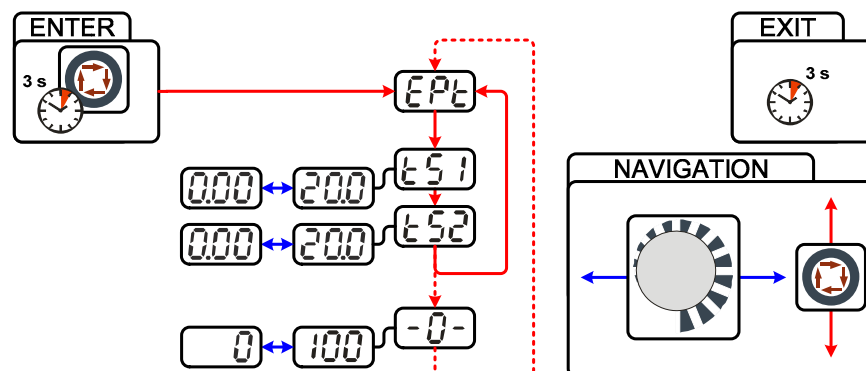 ENTER
3 s
EXIT
3 s
EPt
tS1
0.00
20.0
tS2
0.00
20.0
-0-
0
100
NAVIGATION